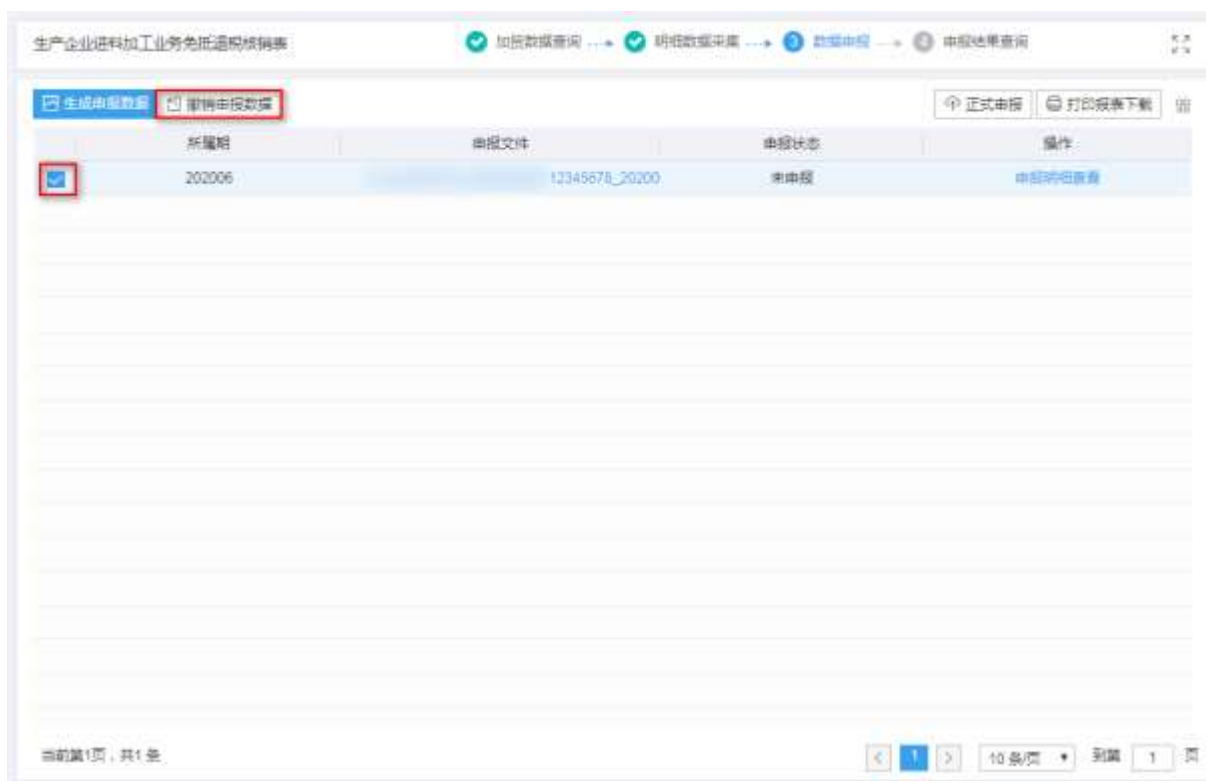 生产企业进料加工业务免抵退税核销表 加贸数据查询 明细数据采集 3 数据申报 4 申报结果查询
生成申报数据 撤销申报数据 正式申报 打印报表下载
所属期 申报文件 申报状态 操作
202006 12345678_20200 未申报 申报明细查看
当前第1页，共1 条 < 1 > 10 条/页 到第 1 页